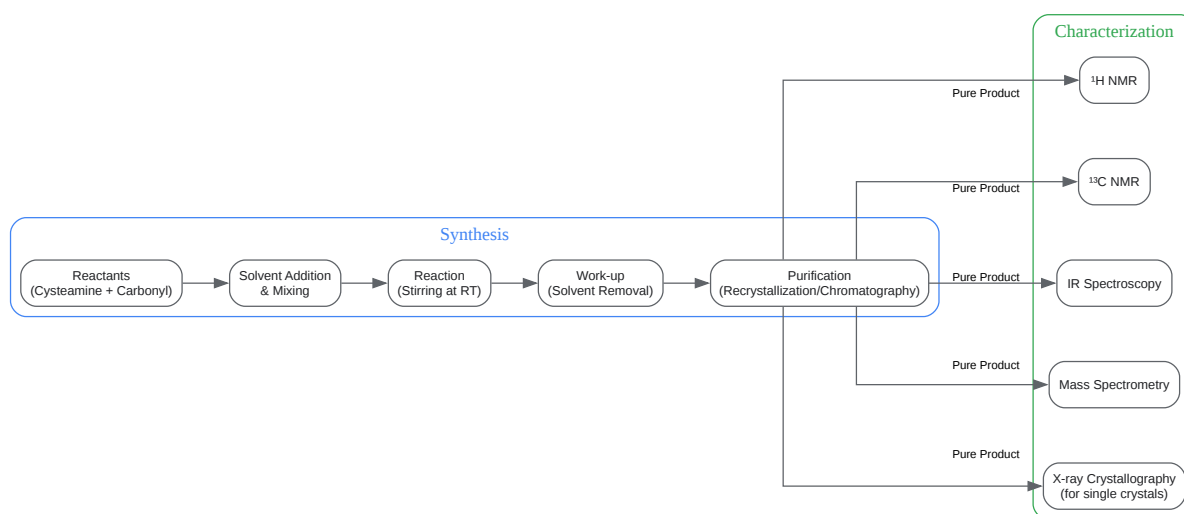 Characterization
¹H NMR
Pure Product
¹³C NMR
Pure Product
Synthesis
Reactants
(Cysteamine + Carbonyl)
Solvent Addition
& Mixing
Reaction
(Stirring at RT)
Work-up
(Solvent Removal)
Purification
(Recrystallization/Chromatography)
Pure Product
IR Spectroscopy
Pure Product
Mass Spectrometry
Pure Product
X-ray Crystallography
(for single crystals)